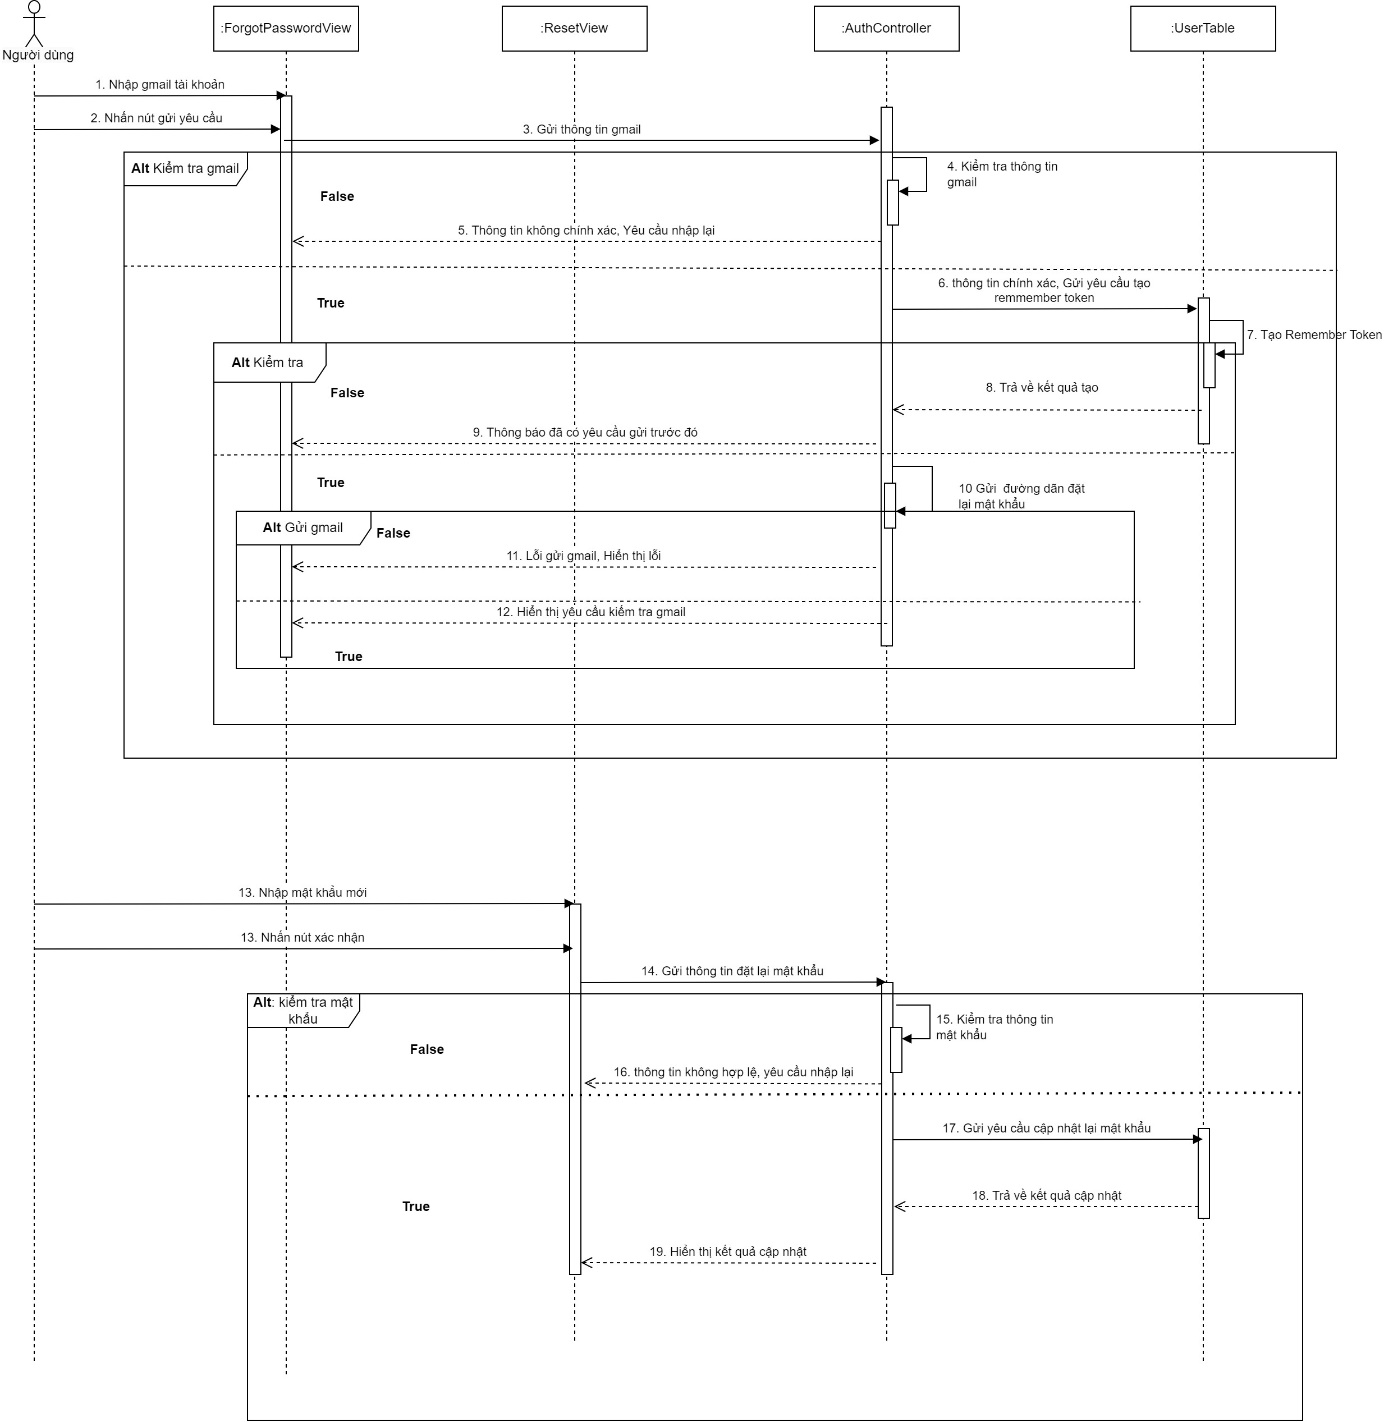 :ForgotPasswordView
:ResetView
:AuthController
:UserTable
Người dùng
1. Nhập gmail tài khoản
2. Nhấn nút gửi yêu cầu
3. Gửi thông tin gmail
Alt Kiểm tra gmail
4. Kiểm tra thông tin
gmail
False
5. Thông tin không chính xác, Yêu cầu nhập lại
True
6. thông tin chính xác, Gửi yêu cầu tạo
remmember token
7. Tạo Remember Token
Alt Kiểm tra
False
8. Trả về kết quả tạo
9. Thông báo đã có yêu cầu gửi trước đó
True
10 Gửi đường dãn đặt
lại mật khẩu
Alt Gửi gmail
False
11. Lỗi gửi gmail, Hiển thị lỗi
12. Hiển thị yêu cầu kiểm tra gmail
True
13. Nhập mật khẩu mới
13. Nhấn nút xác nhận
14. Gửi thông tin đặt lại mật khẩu
Alt: kiểm tra mật
khẩu
15. Kiểm tra thông tin
mật khẩu
False
16. thông tin không hợp lệ, yêu cầu nhập lại
17. Gửi yêu cầu cập nhật lại mật khẩu
True
18. Trả về kết quả cập nhật
19. Hiển thị kết quả cập nhật